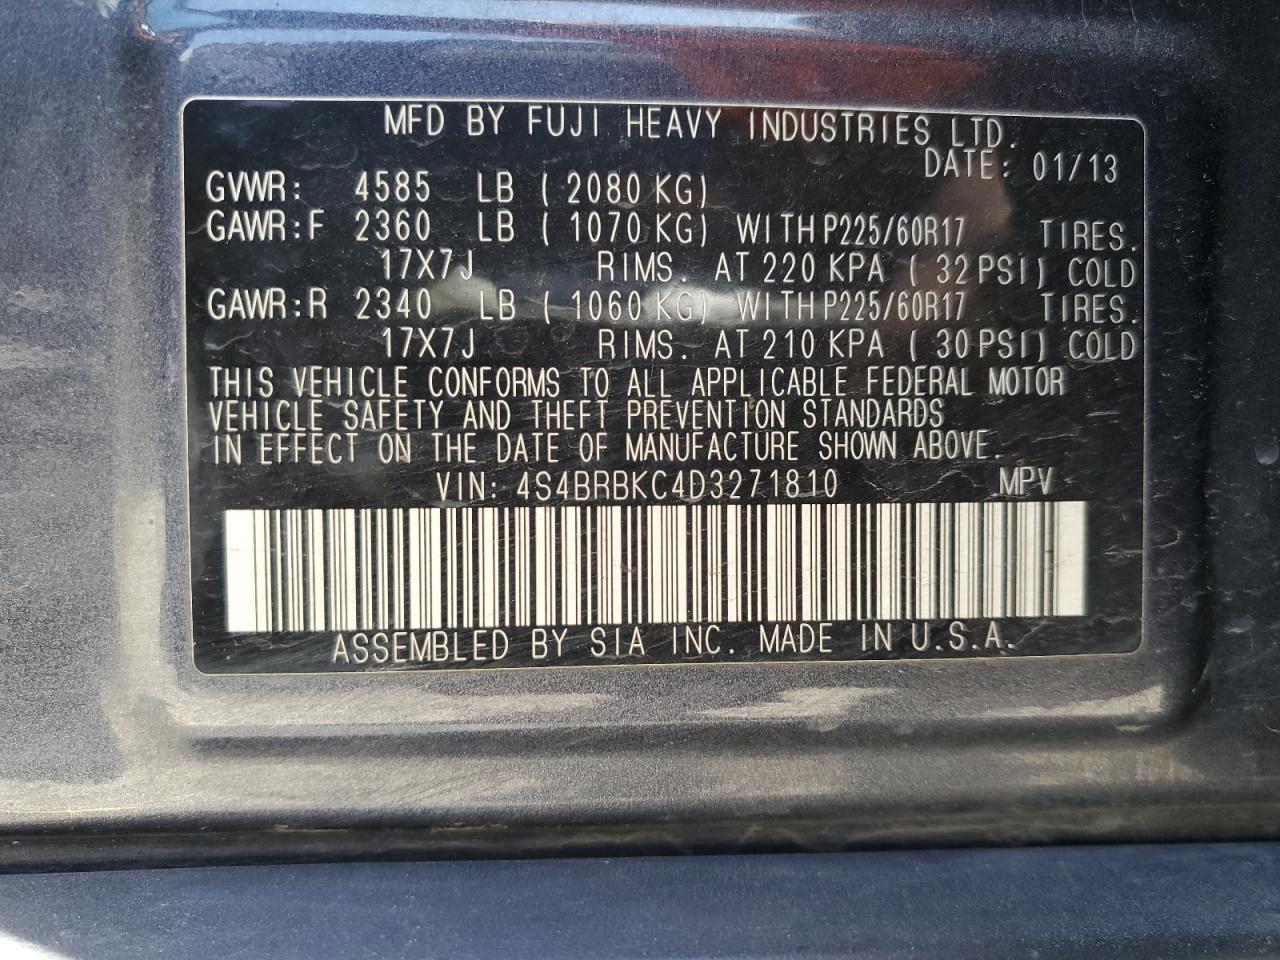 MFD BY FUJI HEAVY INDUSTRIES LTD.
DATE: 01/13
GVWR: 4585 LB ( 2080 KG)
GAWR:F 2360 LB ( 1070 KG) WITH P225/60R17 TIRES.
17X7J RIMS. AT 220 KPA ( 32 PSI) COLD
GAWR:R 2340 LB ( 1060 KG) WITH P225/60R17 TIRES.
17X7J RIMS. AT 210 KPA ( 30 PSI) COLD
THIS VEHICLE CONFORMS TO ALL APPLICABLE FEDERAL MOTOR
VEHICLE SAFETY AND THEFT PREVENTION STANDARDS
IN EFFECT ON THE DATE OF MANUFACTURE SHOWN ABOVE.
VIN: 4S4BRBKC4D3271810 MPV
ASSEMBLED BY SIA INC. MADE IN U.S.A.